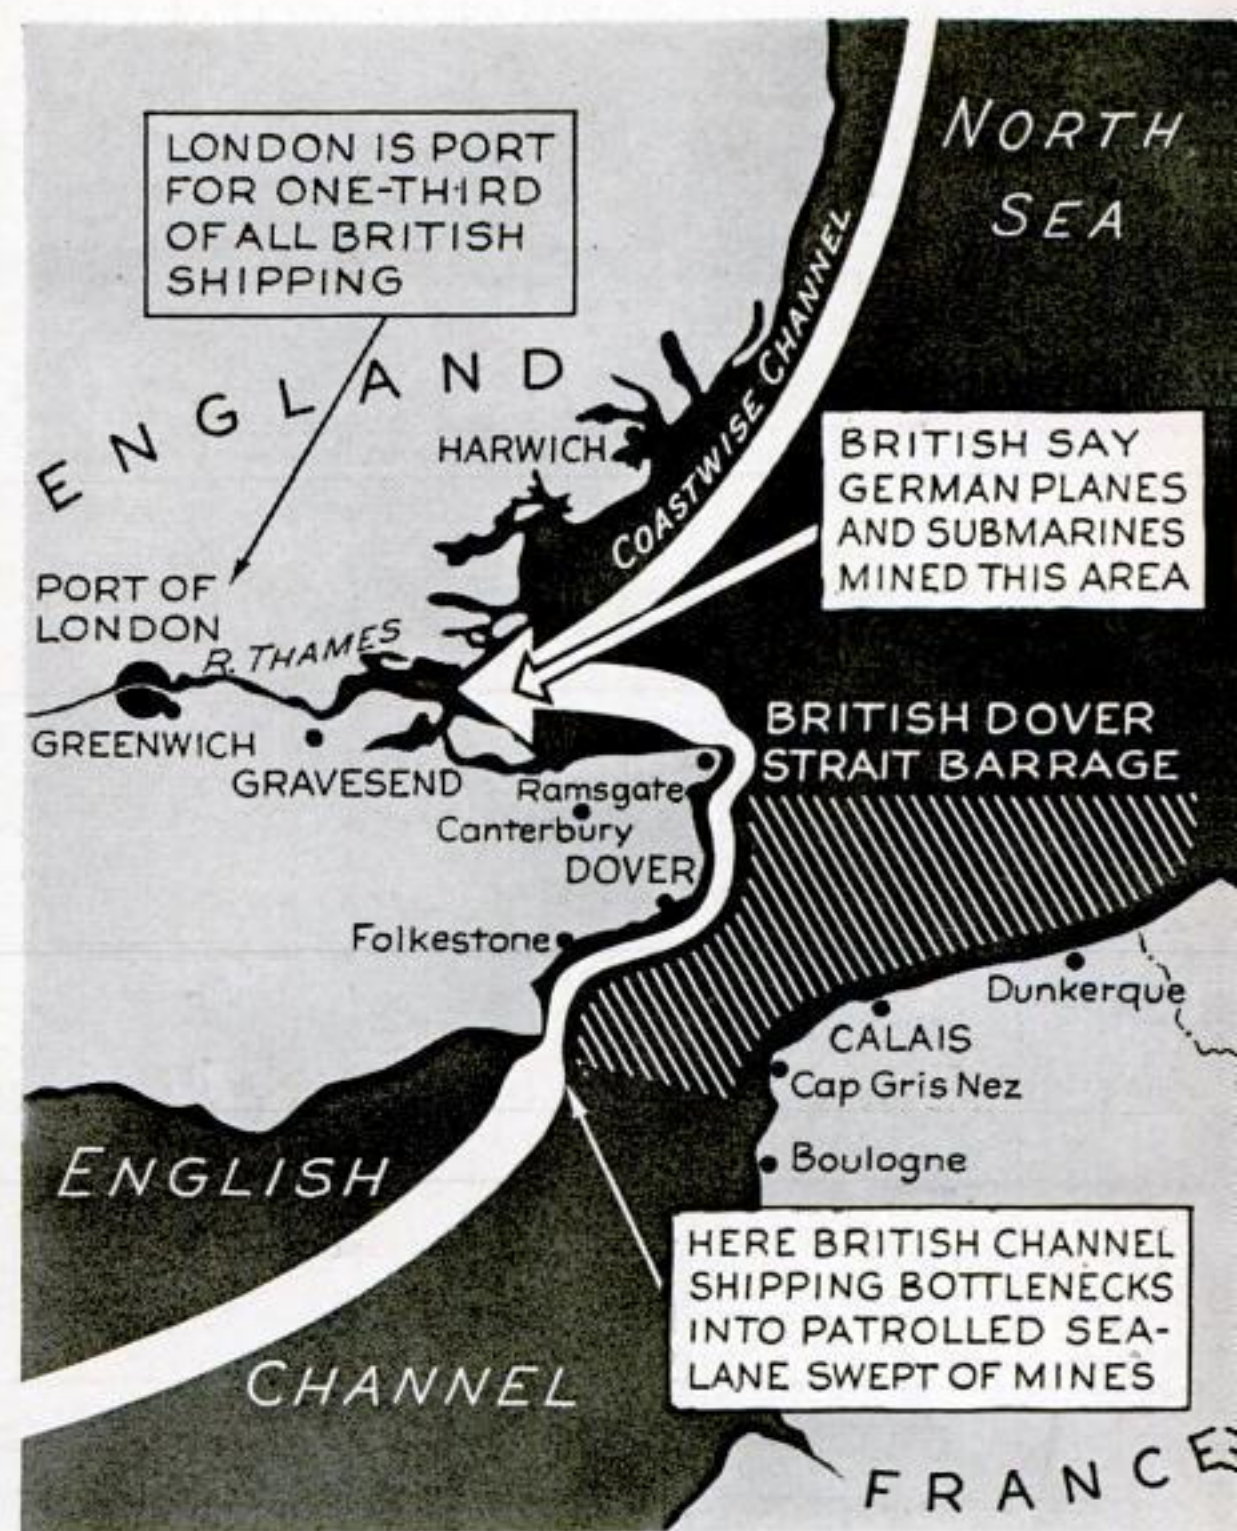 NORTH
SEA
LONDON IS PORT
FOR ONE-THIRD
OF ALL BRITISH
SHIPPING
ENGLAND
COASTWISE CHANNEL
HARWICH
BRITISH SAY
GERMAN PLANES
AND SUBMARINES
MINED THIS AREA
PORT OF
LONDON
R. THAMES
GREENWICH
GRAVESEND
BRITISH DOVER
STRAIT BARRAGE
Ramsgate
Canterbury
DOVER
Folkestone
Dunkerque
CALAIS
Cap Gris Nez
Boulogne
ENGLISH
CHANNEL
HERE BRITISH CHANNEL
SHIPPING BOTTLENECKS
INTO PATROLLED SEA-
LANE SWEPT OF MINES
FRANCE